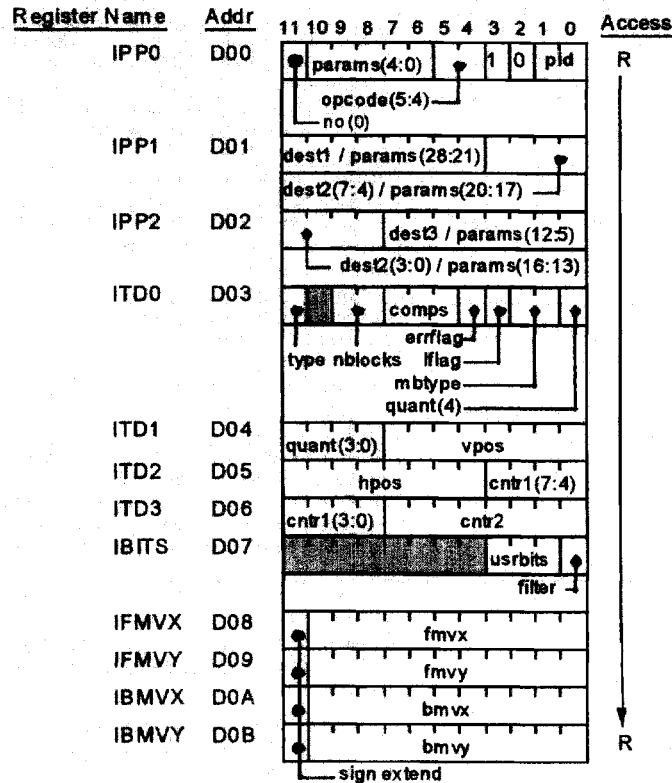 Register Name Addr 11 10 9 8 7 6 5 4 3 2 1 0 Access
IPP0 D00 params(4:0) 1 0 pid R
opcode(5:4)
no(0)
IPP1 D01 dest1 / params(28:21)
dest2(7:4) / params(20:17)
IPP2 D02 dest3 / params(12:5)
dest2(3:0) / params(16:13)
ITD0 D03 comps
errflag
type nblocks lflag
mbtype
quant(4)
ITD1 D04 quant(3:0) vpos
ITD2 D05 hpos cntr1(7:4)
ITD3 D06 cntr1(3:0) cntr2
IBITS D07 usrbits
filter
IFMVX D08 fmvx
IFMVY D09 fmvy
IBMVX D0A bmvx
IBMVY D0B bmvy R
sign extend